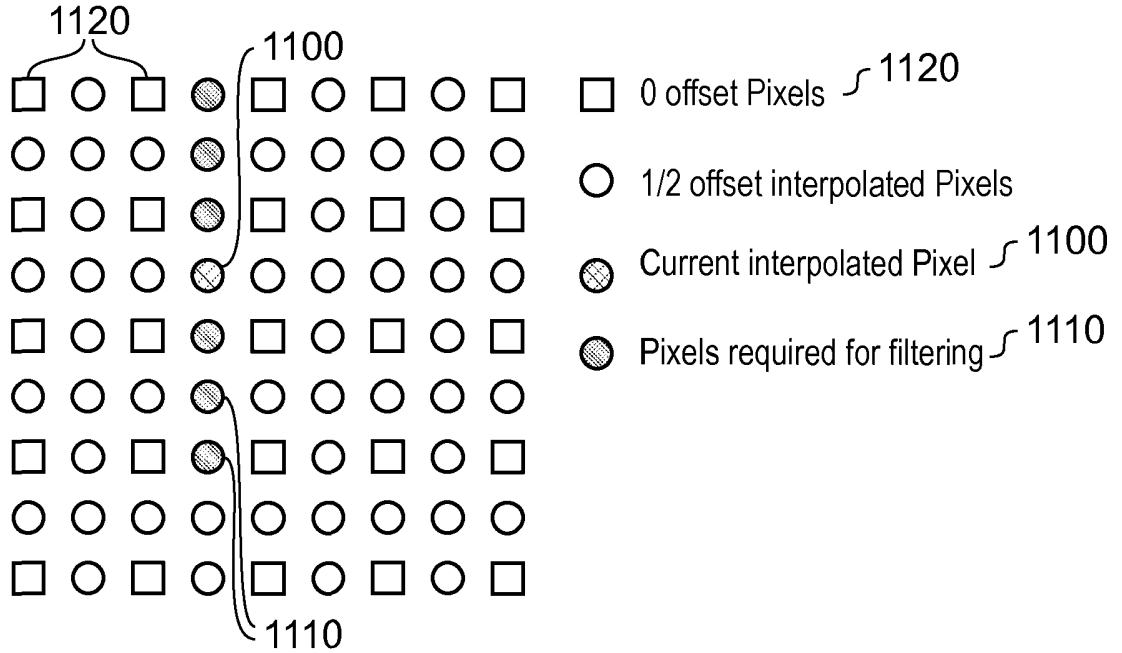 1120
1100
0 offset Pixels 1120
1/2 offset interpolated Pixels
Current interpolated Pixel 1100
Pixels required for filtering 1110
1110